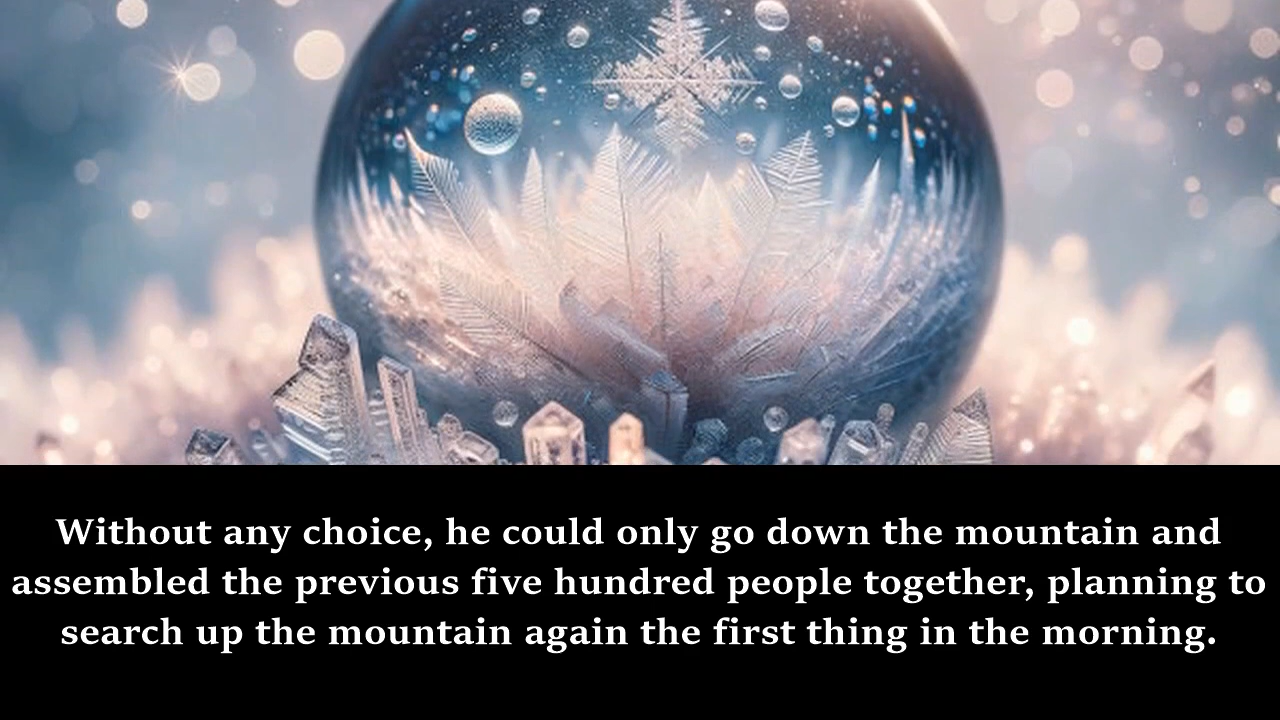 Without any choice, he could only go down the mountain and
assembled the previous five hundred people together, planning to
search up the mountain again the first thing in the morning.